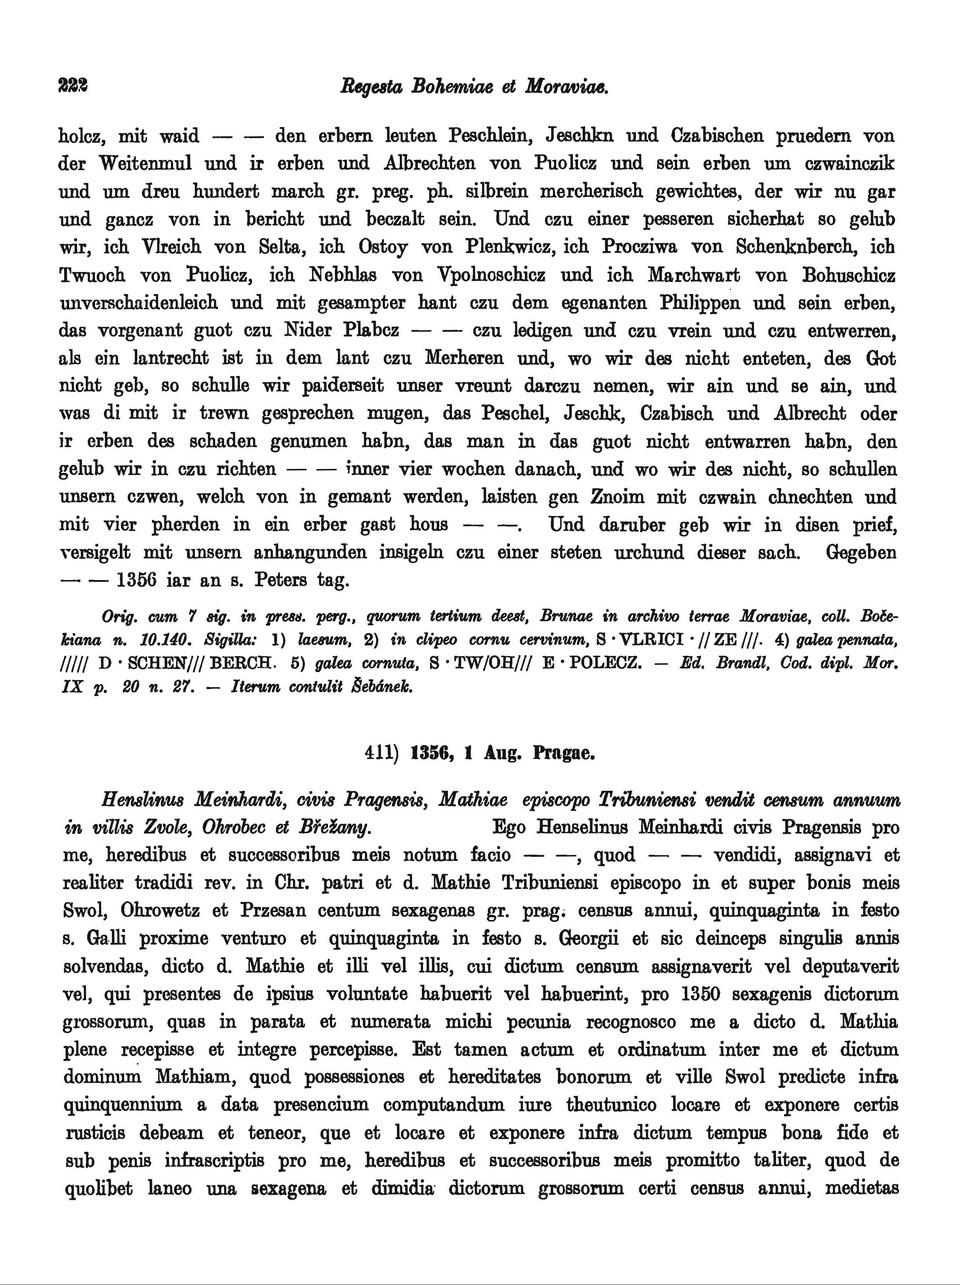 222
Regesta Bohemiae et Moraviae.
holcz, mit waid — — den erbern leuten Peschlein, Jeschkn und Czabischen pruedern von
der Weitenmul und ir erben und Albrechten von Puolicz und sein erben um czwainczik
und um dreu hundert march gr. preg. ph. silbrein mercherisch gewichtes, der wir nu gar
und gancz von in bericht und beczalt sein. Und czu einer pesseren sicherhat so gelub
wir, ich Vlreich von Selta, ich Ostoy von Plenkwicz, ich Procziwa von Schenknberch, ich
Twuoch von Puolicz, ich Nebhlas von Vpolnoschicz und ich Marchwart von Bohuschicz
unverschaidenleich und mit gesampter hant czu dem egenanten Philippen und sein erben,
das vorgenant guot czu Nider Plabcz — — czu ledigen und czu vrein und czu entwerren,
als ein lantrecht ist in dem lant czu Merheren und, wo wir des nicht enteten, des Got
nicht geb, so schulle wir paiderseit unser vreunt darczu nemen, wir ain und se ain, und
was di mit ir trewn gesprechen mugen, das Peschel, Jeschk, Czabisch und Albrecht oder
ir erben des schaden genumen habn, das man in das guot nicht entwarren habn, den
gelub wir in czu richten — — inner vier wochen danach, und wo wir des nicht, so schullen
unsern czwen, welch von in gemant werden, laisten gen Znoim mit czwain chnechten und
mit vier pherden in ein erber gast hous — —. Und daruber geb wir in disen prief,
versigelt mit unsern anhangunden insigeln czu einer steten urchund dieser sach. Gegeben
— — 1356 iar an s. Peters tag.
Orig. cum 7 sig. in press. perg., quorum tertium deest, Brunae in archivo terrae Moraviae, coll. Boče-
kiana n. 10.140. Sigilla: 1) laesum, 2) in clipeo cornu cervinum, S · VLRICI · // ZE ///. 4) galea pennata,
///// D · SCHEN/// BERCH. 5) galea cornuta, S · TW/OH/// E · POLECZ. — Ed. Brandl, Cod. dipl. Mor.
IX p. 20 n. 27. — Iterum contulit Šebánek.
411) 1356, 1 Aug. Pragae.
Henslinus Meinhardi, civis Pragensis, Mathiae episcopo Tribuniensi vendit censum annuum
in villis Zvole, Ohrobec et Břežany. Ego Henselinus Meinhardi civis Pragensis pro
me, heredibus et successoribus meis notum facio — —, quod — — vendidi, assignavi et
realiter tradidi rev. in Chr. patri et d. Mathie Tribuniensi episcopo in et super bonis meis
Swol, Ohrowetz et Przesan centum sexagenas gr. prag. census annui, quinquaginta in festo
s. Galli proxime venturo et quinquaginta in festo s. Georgii et sic deinceps singulis annis
solvendas, dicto d. Mathie et illi vel illis, cui dictum censum assignaverit vel deputaverit
vel, qui presentes de ipsius voluntate habuerit vel habuerint, pro 1350 sexagenis dictorum
grossorum, quas in parata et numerata michi pecunia recognosco me a dicto d. Mathia
plene recepisse et integre percepisse. Est tamen actum et ordinatum inter me et dictum
dominum Mathiam, quod possessiones et hereditates bonorum et ville Swol predicte infra
quinquennium a data presencium computandum iure theutunico locare et exponere certis
rusticis debeam et teneor, que et locare et exponere infra dictum tempus bona fide et
sub penis infrascriptis pro me, heredibus et successoribus meis promitto taliter, quod de
quolibet laneo una sexagena et dimidia dictorum grossorum certi census annui, medietas